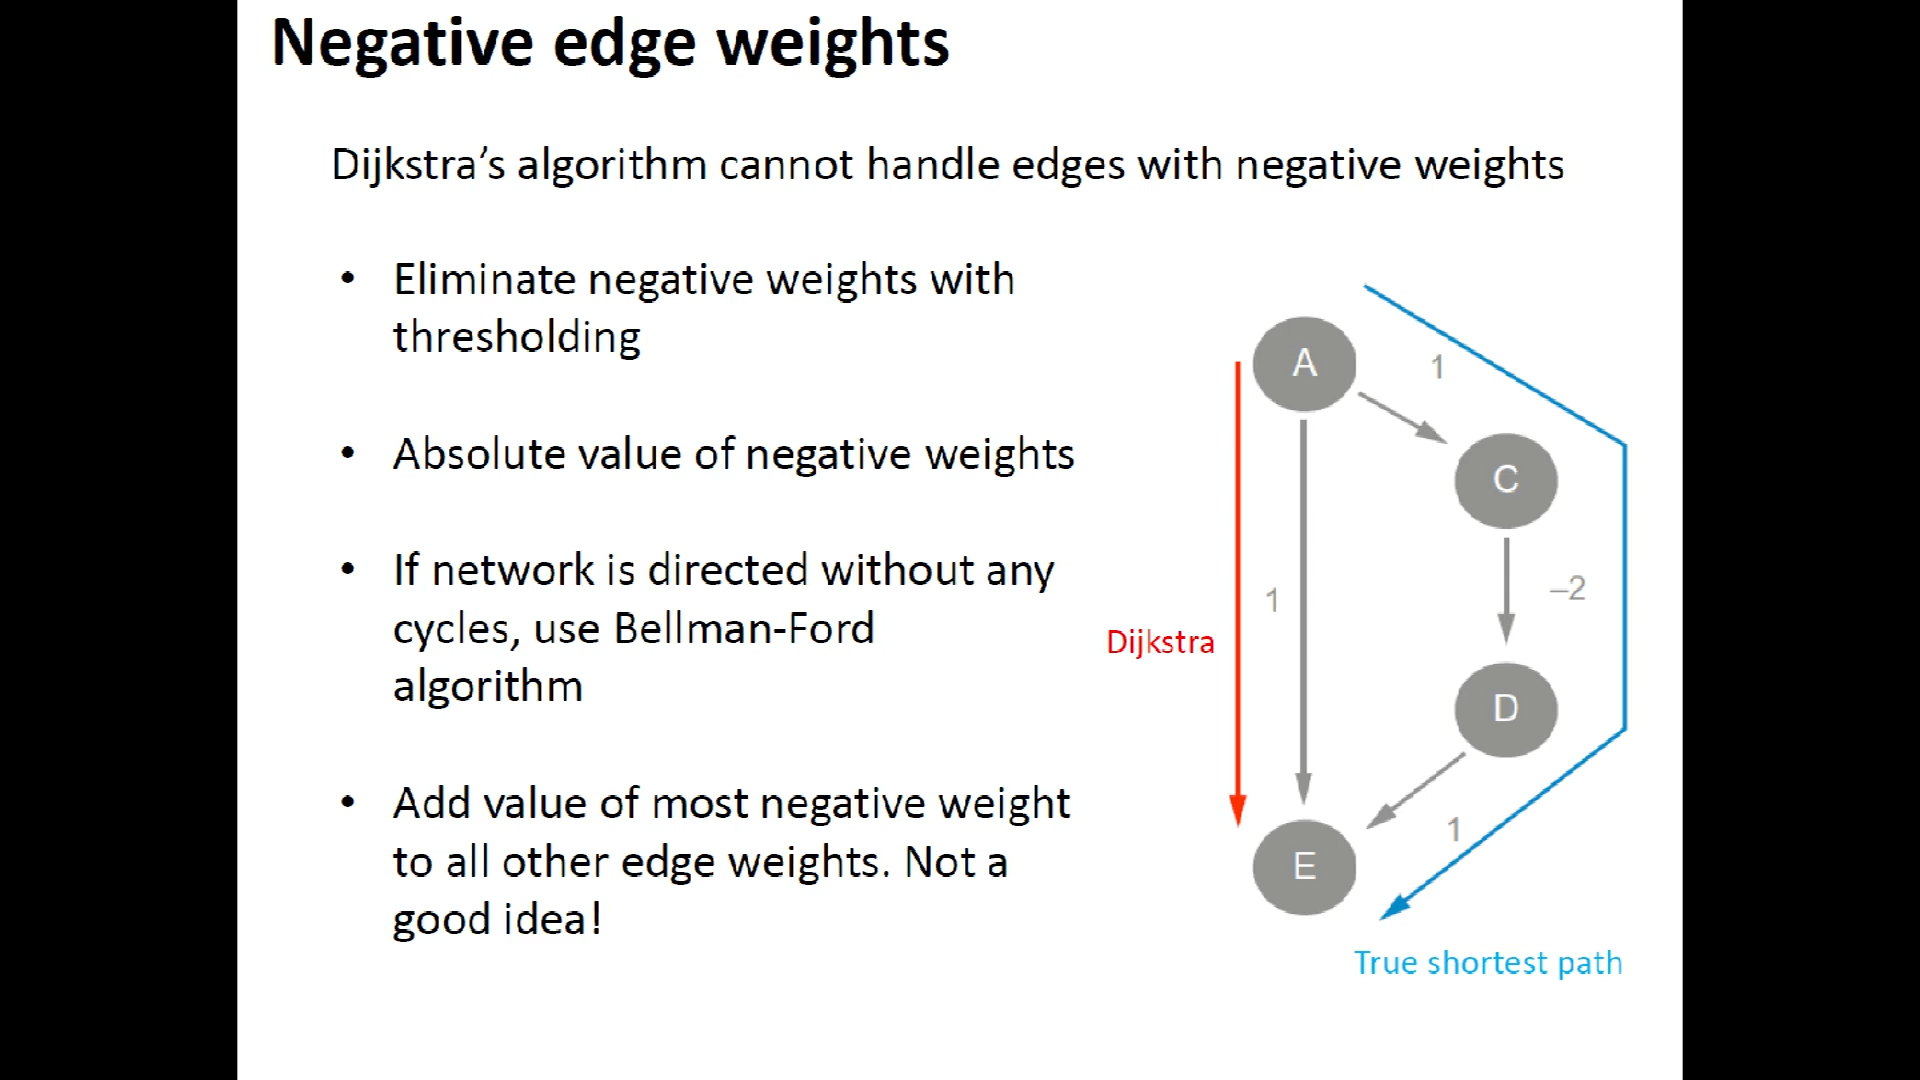 Negative edge weights
Dijkstra's algorithm cannot handle edges with negative weights
• Eliminate negative weights with
thresholding
• Absolute value of negative weights
• If network is directed without any
cycles, use Bellman-Ford
algorithm
• Add value of most negative weight
to all other edge weights. Not a
good idea!
A
1
C
–2
1
Dijkstra
D
1
E
True shortest path